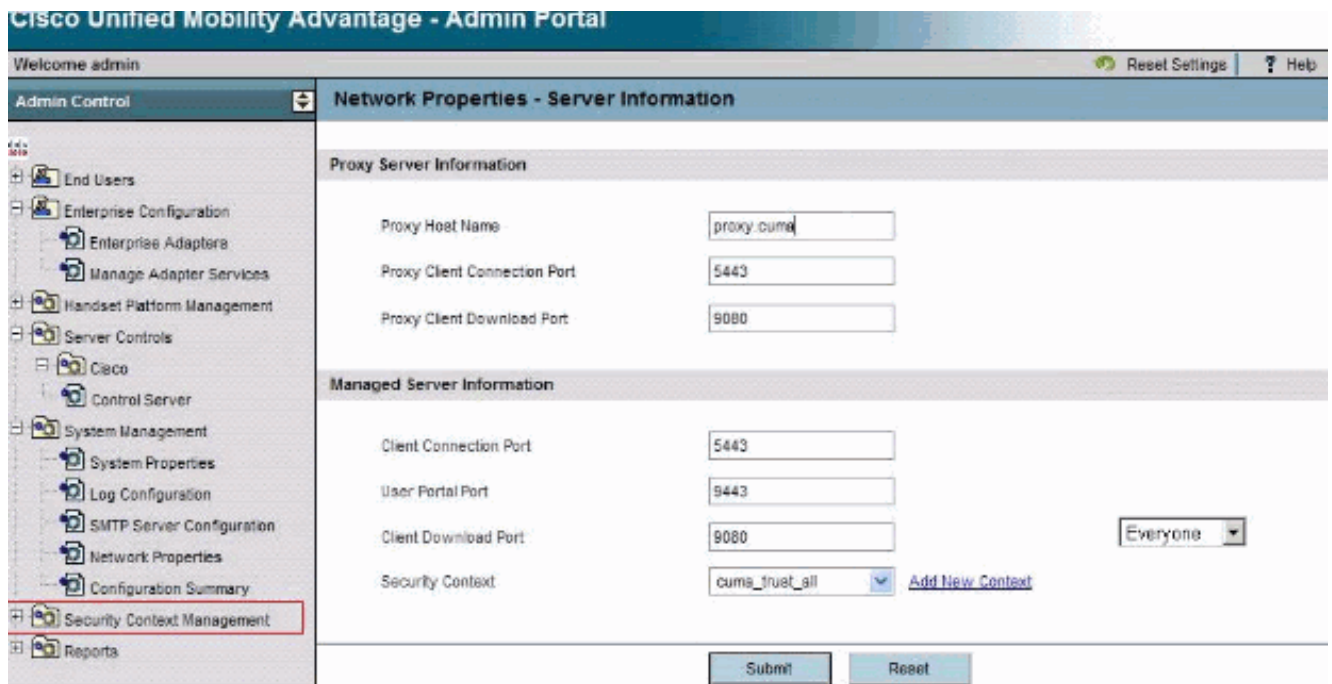 Cisco Unified Mobility Advantage - Admin Portal
Welcome admin
Reset Settings
? Help
Admin Control
Network Properties - Server Information
End Users
Enterprise Configuration
Enterprise Adapters
Manage Adapter Services
Handset Platform Management
Server Controls
Cisco
Control Server
System Management
System Properties
Log Configuration
SMTP Server Configuration
Network Properties
Configuration Summary
Security Context Management
Reports
Proxy Server Information
Proxy Host Name
proxy.cuma
Proxy Client Connection Port
5443
Proxy Client Download Port
9080
Managed Server Information
Client Connection Port
5443
User Portal Port
9443
Client Download Port
9080
Everyone
Security Context
cuma_trust_all
Add New Context
Submit
Reset